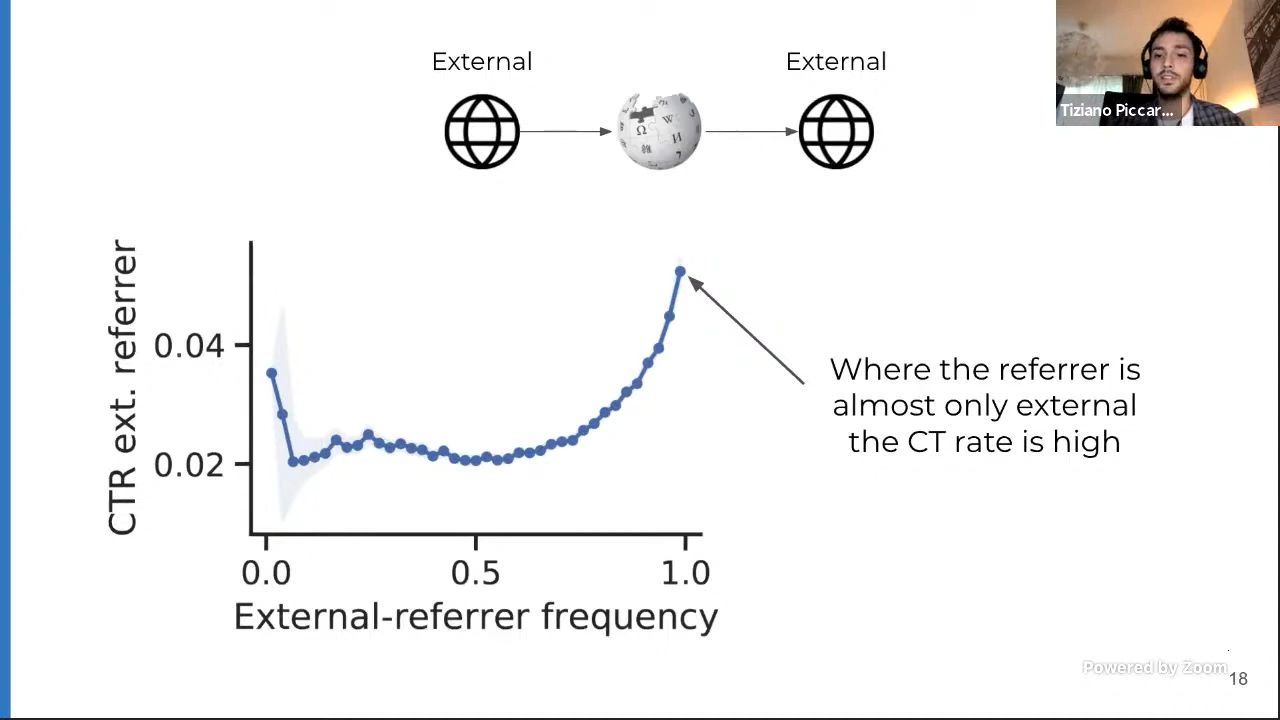 External
External
Tiziano Piccar...
CTR ext. referrer
0.04
0.02
0.0
0.5
1.0
External-referrer frequency
Where the referrer is
almost only external
the CT rate is high
Powered by Zoom
18